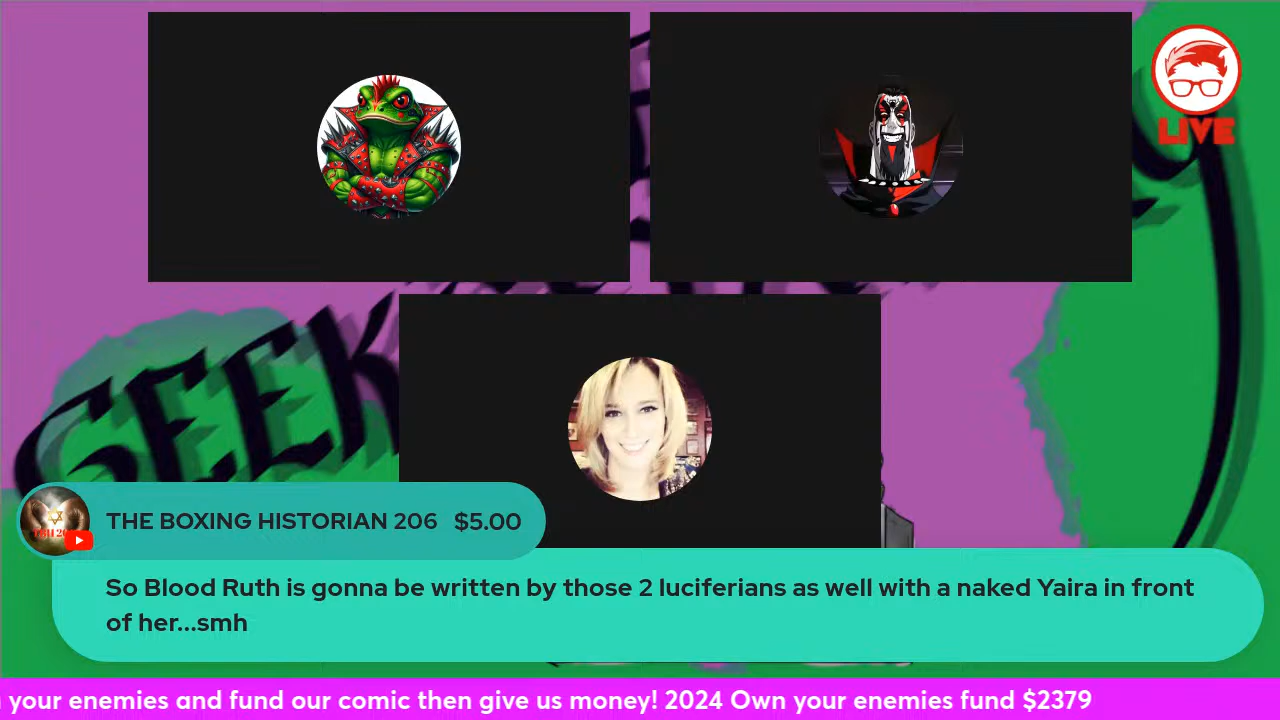 LIVE
GEEK
THE BOXING HISTORIAN 206 $5.00
So Blood Ruth is gonna be written by those 2 luciferians as well with a naked Yaira in front
of her...smh
your enemies and fund our comic then give us money! 2024 Own your enemies fund $2379